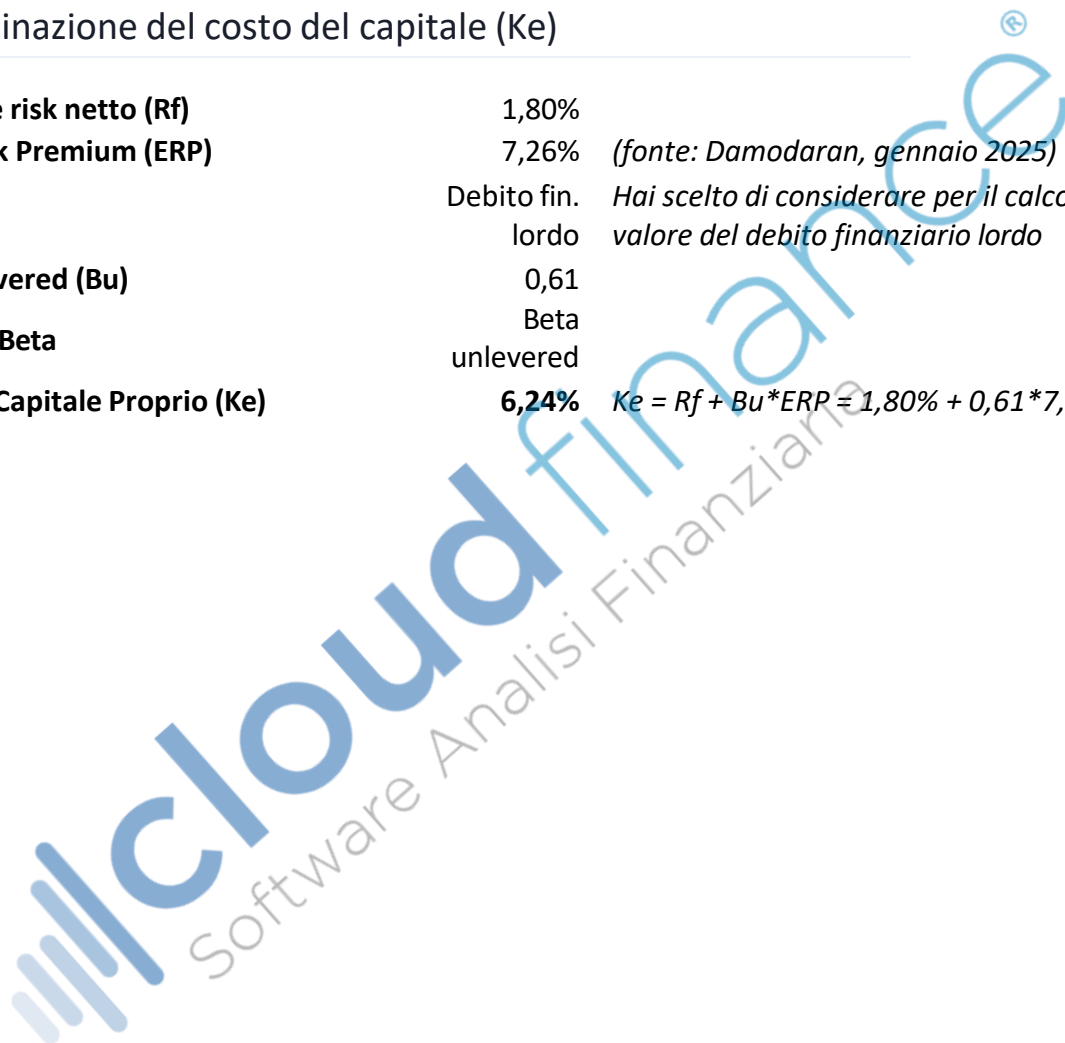 inazione del costo del capitale (Ke)
e risk netto (Rf) 1,80%
k Premium (ERP) 7,26% (fonte: Damodaran, gennaio 2025)
Debito fin. Hai scelto di considerare per il calco
lordo valore del debito finanziario lordo
vered (Bu) 0,61
Beta
Beta
unlevered
Capitale Proprio (Ke) 6,24% Ke = Rf + Bu*ERP = 1,80% + 0,61*7,
cloudfinance®
Software Analisi Finanziaria